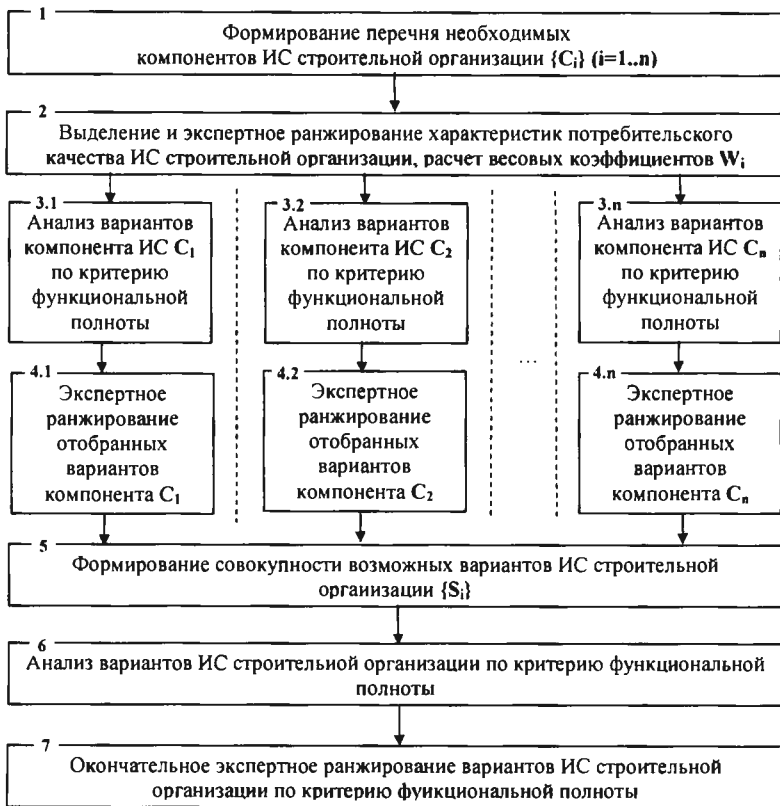 1
Формирование перечня необходимых
компонентов ИС строительной организации {Ci} (i=1..n)
2
Выделение и экспертное ранжирование характеристик потребительского
качества ИС строительной организации, расчет весовых коэффициентов Wi
3.1
Анализ вариантов
компонента ИС C1
по критерию
функциональной
полноты
3.2
Анализ вариантов
компонента ИС C2
по критерию
функциональной
полноты
3.n
Анализ вариантов
компонента ИС Cn
по критерию
функциональной
полноты
...
4.1
Экспертное
ранжирование
отобранных
вариантов
компонента C1
4.2
Экспертное
ранжирование
отобранных
вариантов
компонента C2
4.n
Экспертное
ранжирование
отобранных
вариантов
компонента Cn
5
Формирование совокупности возможных вариантов ИС строительной
организации {Si}
6
Анализ вариантов ИС строительной организации по критерию функциональной
полноты
7
Окончательное экспертное ранжирование вариантов ИС строительной
организации по критерию функциональной полноты